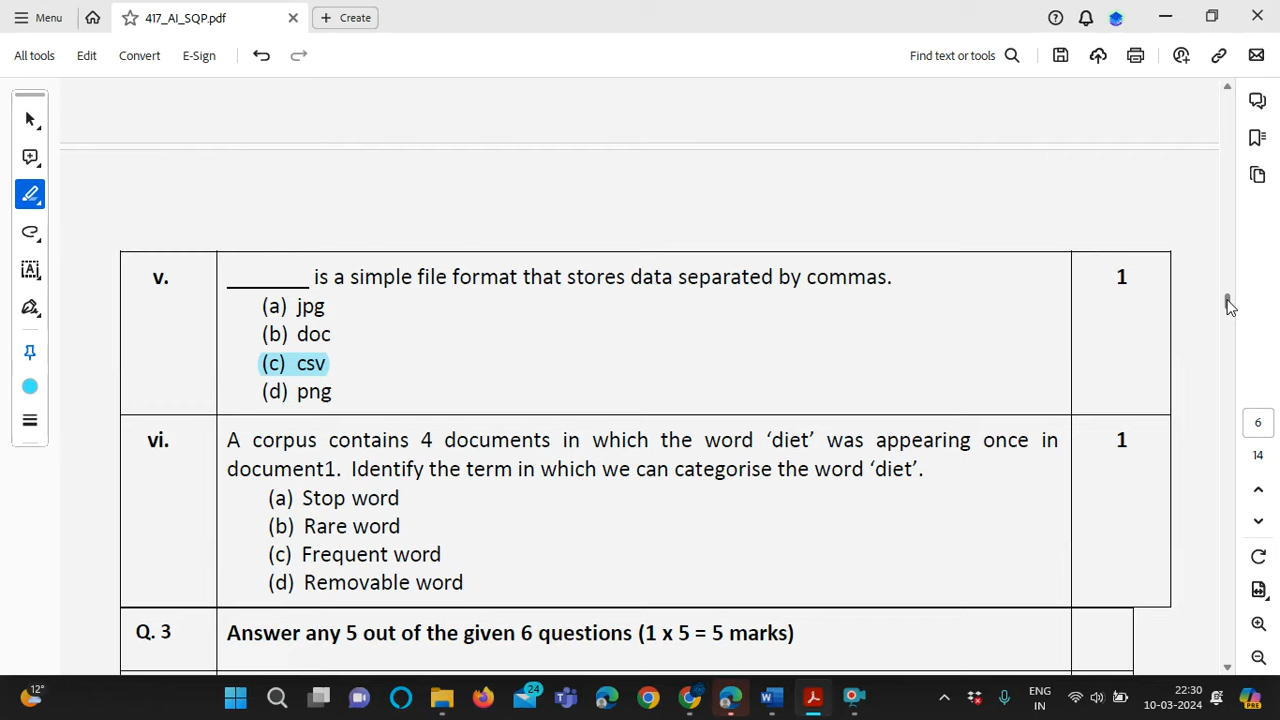 Menu
417_AI_SQP.pdf
Create
All tools
Edit
Convert
E-Sign
Find text or tools
v.
_______ is a simple file format that stores data separated by commas.
1
(a) jpg
(b) doc
(c) csv
(d) png
vi.
A corpus contains 4 documents in which the word ‘diet’ was appearing once in
1
document1. Identify the term in which we can categorise the word ‘diet’.
(a) Stop word
(b) Rare word
(c) Frequent word
(d) Removable word
Q. 3
Answer any 5 out of the given 6 questions (1 x 5 = 5 marks)
6
14
12°
24
ENG
IN
22:30
10-03-2024
PRE